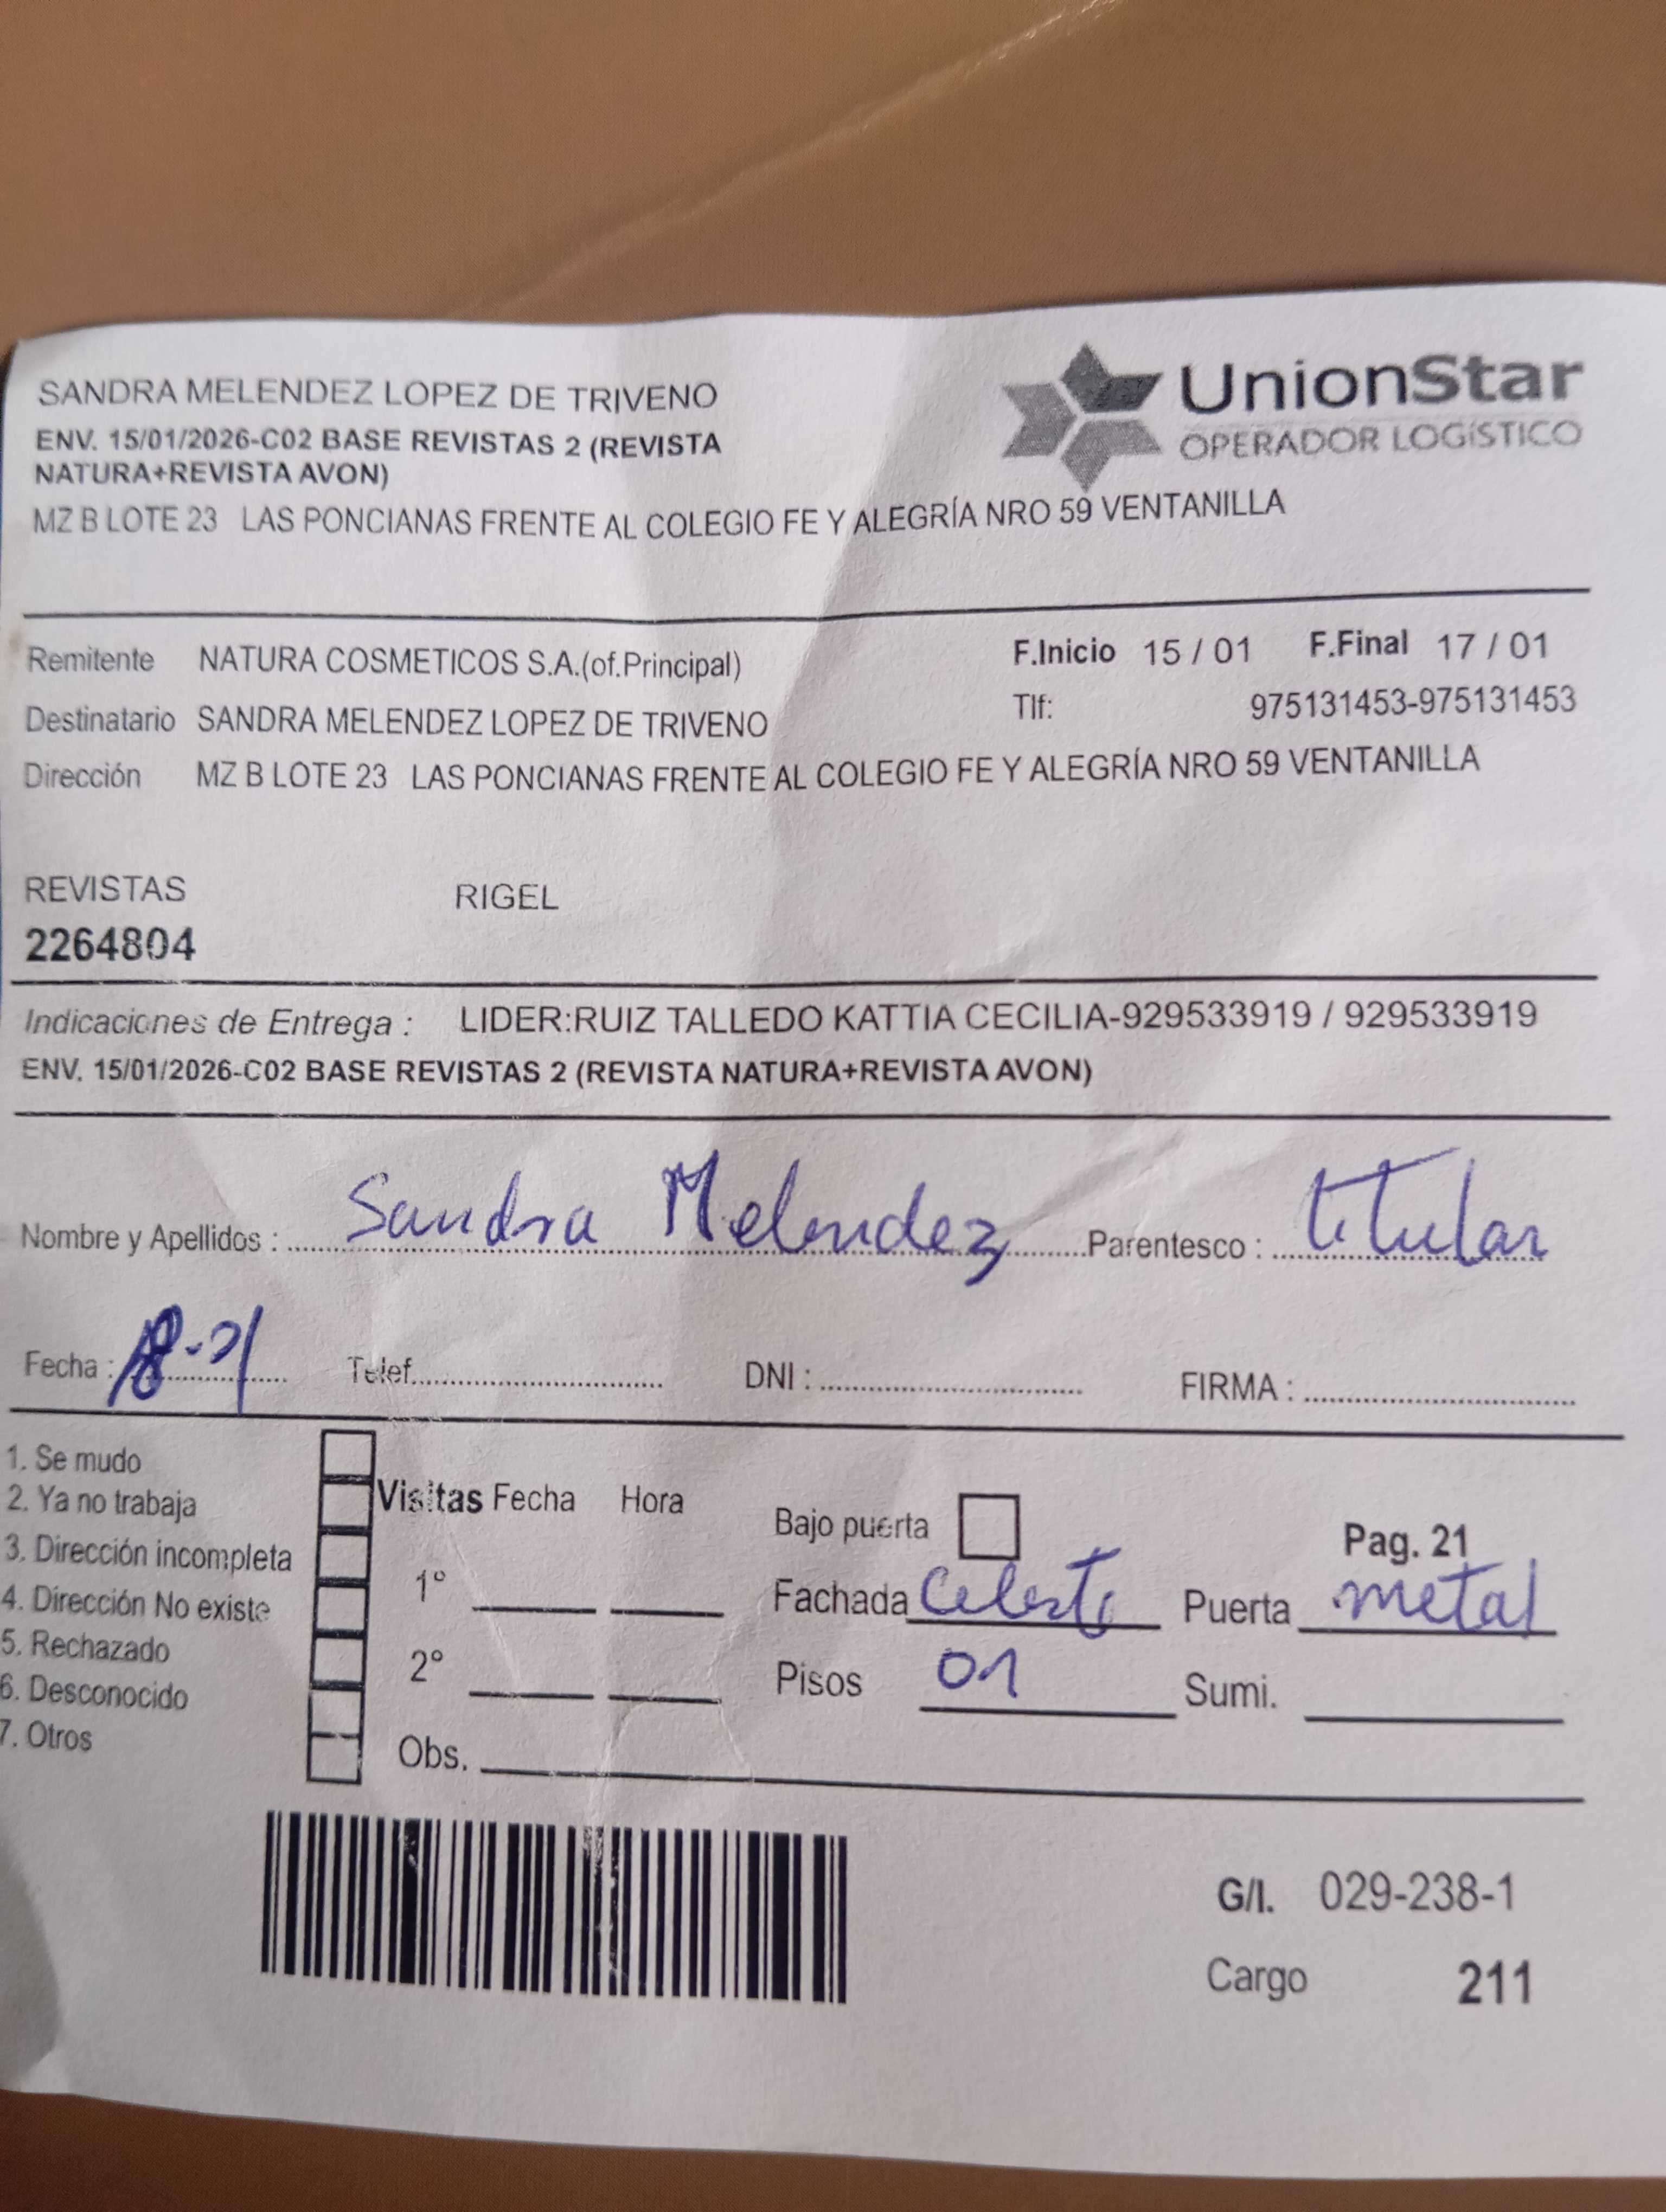 SANDRA MELENDEZ LOPEZ DE TRIVENO
ENV. 15/01/2026-C02 BASE REVISTAS 2 (REVISTA
NATURA+REVISTA AVON)
MZ B LOTE 23 LAS PONCIANAS FRENTE AL COLEGIO FE Y ALEGRÍA NRO 59 VENTANILLA
UnionStar
OPERADOR LOGÍSTICO
Remitente NATURA COSMETICOS S.A.(of.Principal) F.Inicio 15 / 01 F.Final 17 / 01
Destinatario SANDRA MELENDEZ LOPEZ DE TRIVENO Tlf: 975131453-975131453
Dirección MZ B LOTE 23 LAS PONCIANAS FRENTE AL COLEGIO FE Y ALEGRÍA NRO 59 VENTANILLA
REVISTAS RIGEL
2264804
Indicaciones de Entrega : LIDER:RUIZ TALLEDO KATTIA CECILIA-929533919 / 929533919
ENV. 15/01/2026-C02 BASE REVISTAS 2 (REVISTA NATURA+REVISTA AVON)
Nombre y Apellidos : Sandra Melendez Parentesco : titular
Fecha : 18-01 Telef. DNI : FIRMA :
1. Se mudo
2. Ya no trabaja
3. Dirección incompleta
4. Dirección No existe
5. Rechazado
6. Desconocido
7. Otros
Visitas Fecha Hora
1°
2°
Obs.
Bajo puerta Pag. 21
Fachada Celeste Puerta metal
Pisos 01 Sumi.
G/I. 029-238-1
Cargo 211